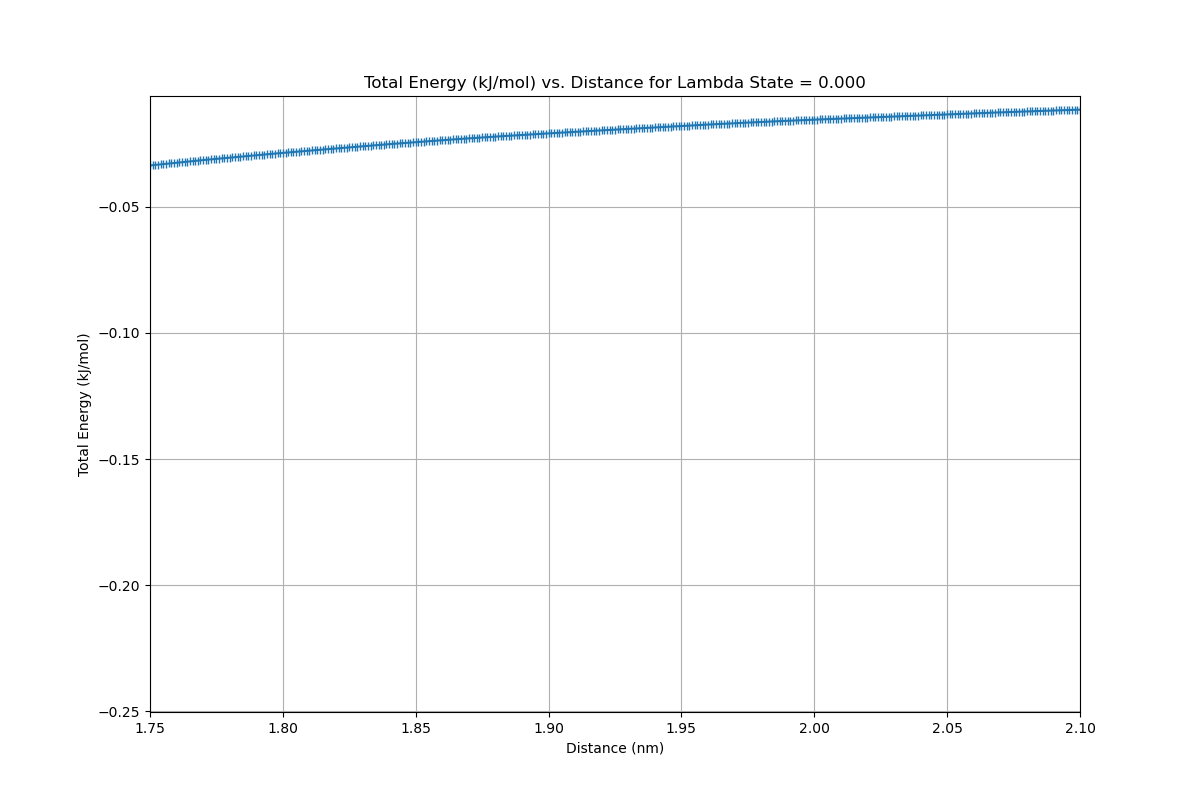 Total Energy (kJ/mol) vs. Distance for Lambda State = 0.000
Total Energy (kJ/mol)
−0.05
−0.10
−0.15
−0.20
−0.25
1.75 1.80 1.85 1.90 1.95 2.00 2.05 2.10
Distance (nm)